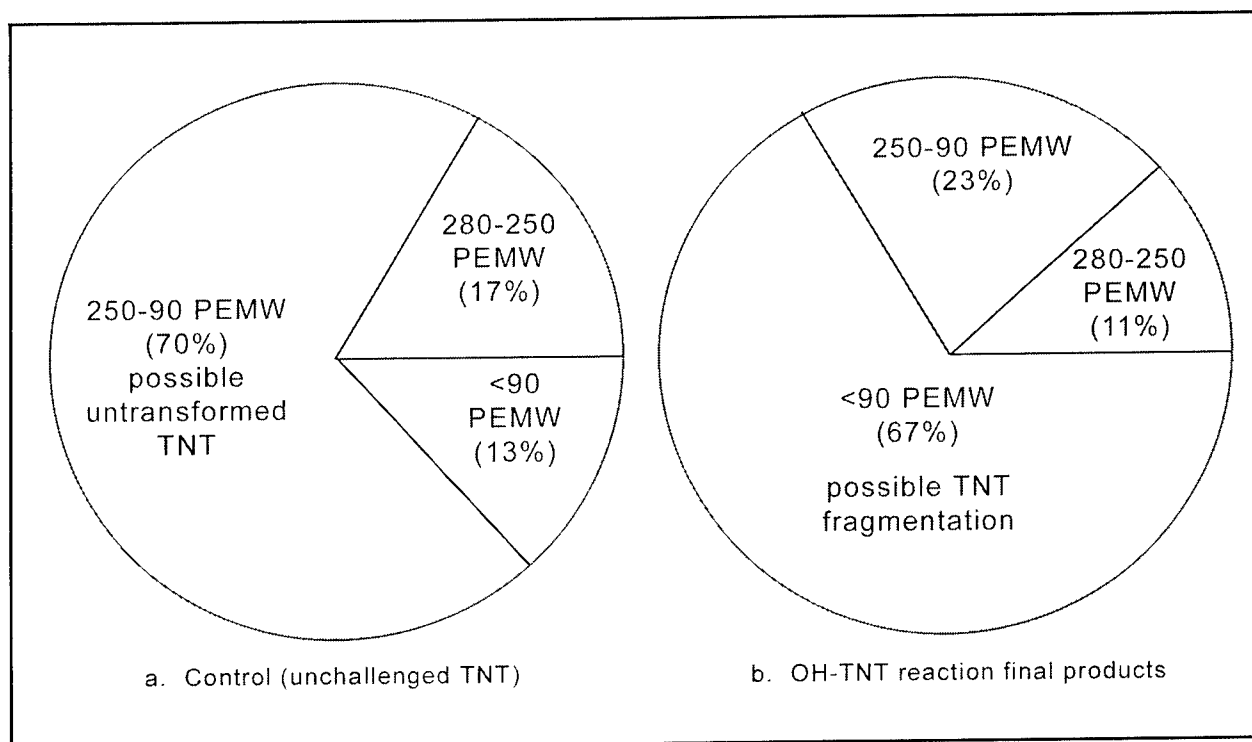 280-250
PEMW
(17%)
250-90 PEMW
(70%)
possible
untransformed
TNT
<90
PEMW
(13%)
a. Control (unchallenged TNT)
250-90 PEMW
(23%)
280-250
PEMW
(11%)
<90 PEMW
(67%)
possible TNT
fragmentation
b. OH-TNT reaction final products